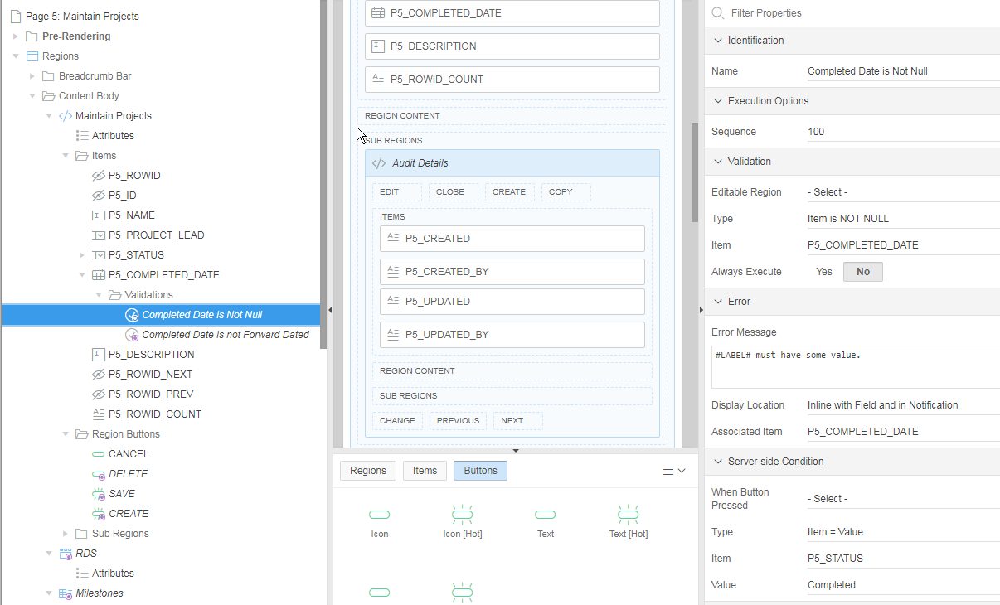 Page 5: Maintain Projects
Pre-Rendering
Regions
Breadcrumb Bar
Content Body
Maintain Projects
Attributes
Items
P5_ROWID
P5_ID
P5_NAME
P5_PROJECT_LEAD
P5_STATUS
P5_COMPLETED_DATE
Validations
Completed Date is Not Null
Completed Date is not Forward Dated
P5_DESCRIPTION
P5_ROWID_NEXT
P5_ROWID_PREV
P5_ROWID_COUNT
Region Buttons
CANCEL
DELETE
SAVE
CREATE
Sub Regions
RDS
Attributes
Milestones
P5_COMPLETED_DATE
P5_DESCRIPTION
P5_ROWID_COUNT
REGION CONTENT
SUB REGIONS
Audit Details
EDIT CLOSE CREATE COPY
ITEMS
P5_CREATED
P5_CREATED_BY
P5_UPDATED
P5_UPDATED_BY
REGION CONTENT
SUB REGIONS
CHANGE PREVIOUS NEXT
Regions Items Buttons
Icon Icon [Hot] Text Text [Hot]
Filter Properties
Identification
Name Completed Date is Not Null
Execution Options
Sequence 100
Validation
Editable Region - Select -
Type Item is NOT NULL
Item P5_COMPLETED_DATE
Always Execute Yes No
Error
Error Message
#LABEL# must have some value.
Display Location Inline with Field and in Notification
Associated Item P5_COMPLETED_DATE
Server-side Condition
When Button
Pressed - Select -
Type Item = Value
Item P5_STATUS
Value Completed